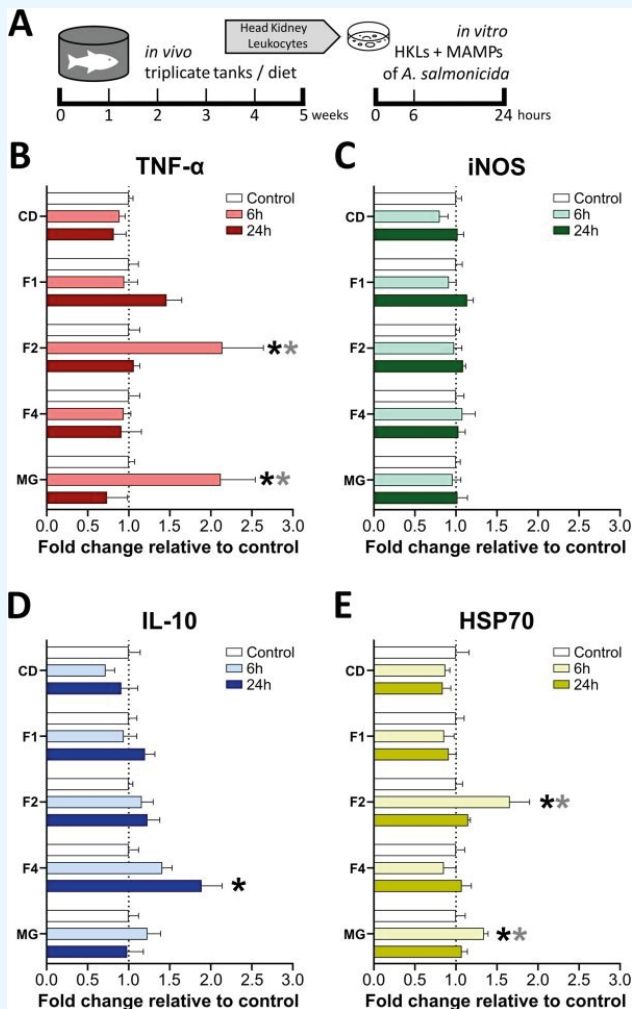 A
in vivo
triplicate tanks / diet
Head Kidney
Leukocytes
in vitro
HKLs + MAMPs
of A. salmonicida
0 1 2 3 4 5 weeks
0 6 24 hours
B TNF-α
Control
6h
24h
CD
F1
F2
**
F4
MG
**
0.0 0.5 1.0 1.5 2.0 2.5 3.0
Fold change relative to control
C iNOS
Control
6h
24h
CD
F1
F2
F4
MG
0.0 0.5 1.0 1.5 2.0 2.5 3.0
Fold change relative to control
D IL-10
Control
6h
24h
CD
F1
F2
F4
*
MG
0.0 0.5 1.0 1.5 2.0 2.5 3.0
Fold change relative to control
E HSP70
Control
6h
24h
CD
F1
F2
**
F4
MG
**
0.0 0.5 1.0 1.5 2.0 2.5 3.0
Fold change relative to control